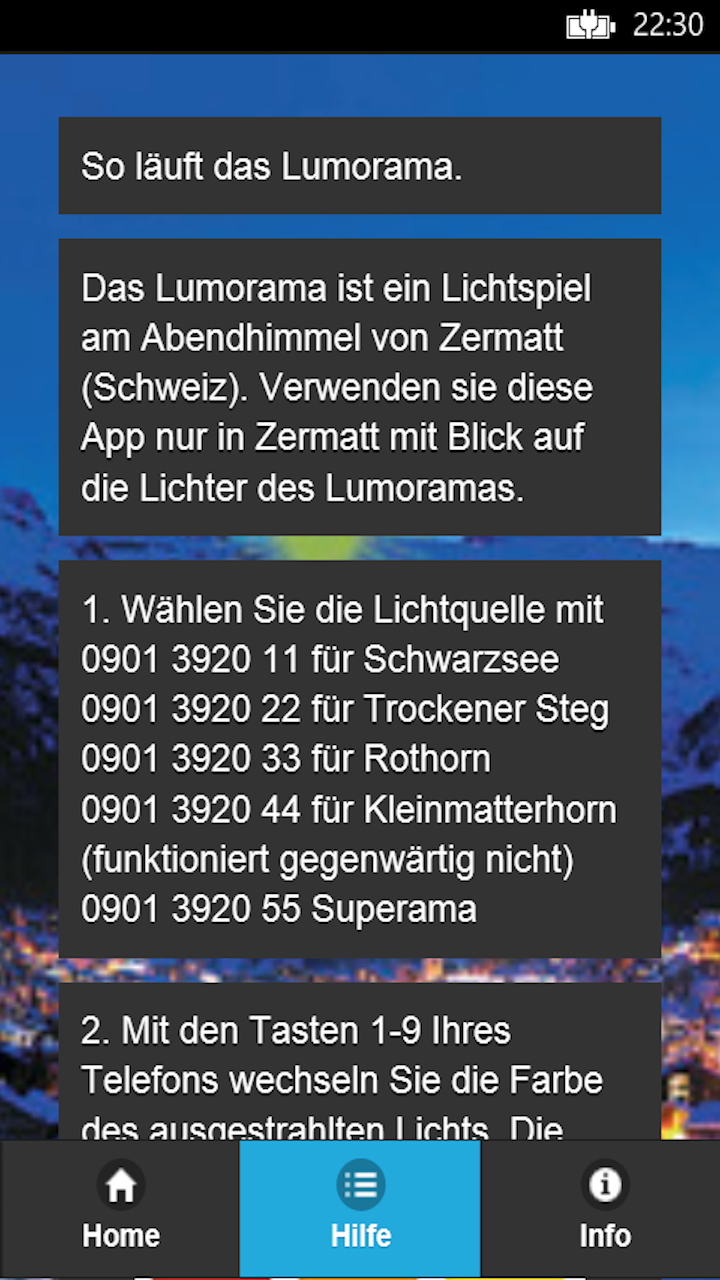 22:30
So läuft das Lumorama.
Das Lumorama ist ein Lichtspiel
am Abendhimmel von Zermatt
(Schweiz). Verwenden sie diese
App nur in Zermatt mit Blick auf
die Lichter des Lumoramas.
1. Wählen Sie die Lichtquelle mit
0901 3920 11 für Schwarzsee
0901 3920 22 für Trockener Steg
0901 3920 33 für Rothorn
0901 3920 44 für Kleinmatterhorn
(funktioniert gegenwärtig nicht)
0901 3920 55 Superama
2. Mit den Tasten 1-9 Ihres
Telefons wechseln Sie die Farbe
des ausgestrahlten Lichts. Die
Home
Hilfe
Info